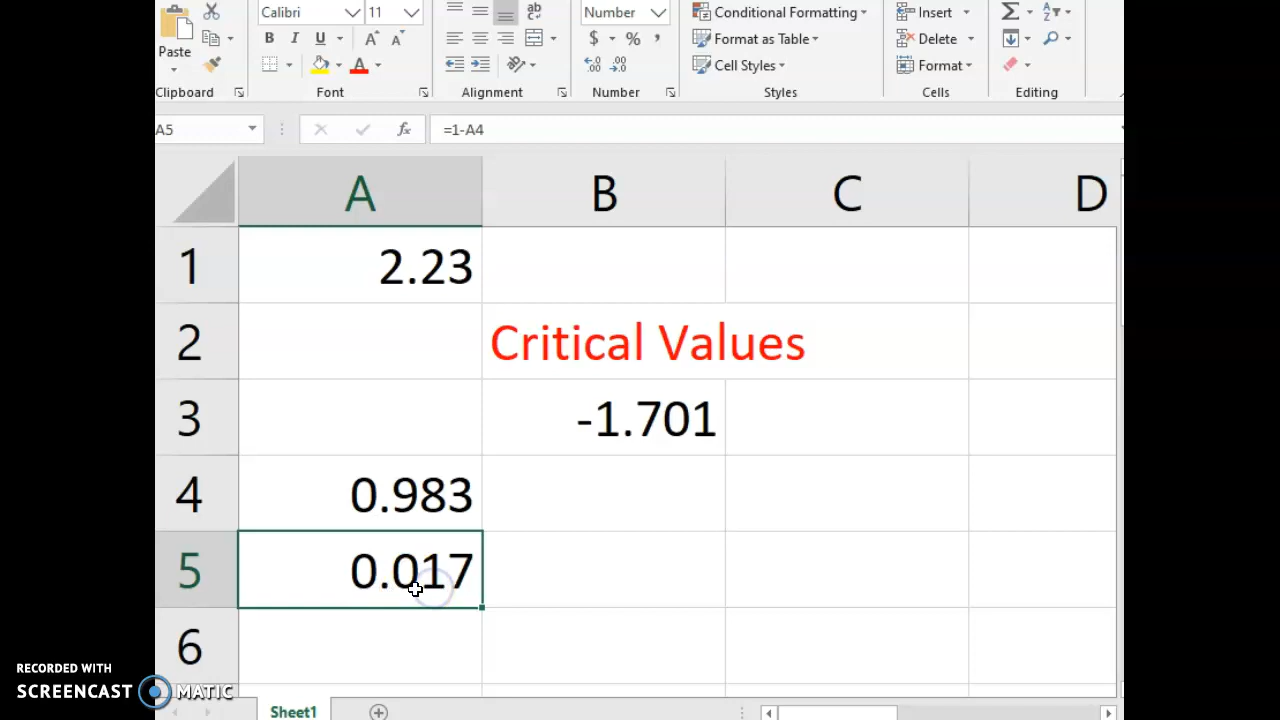 Calibri 11 ab Number Conditional Formatting Insert Σ
Paste B I U A A $ % , Format as Table Delete
A Cell Styles Format
Clipboard Font Alignment Number Styles Cells Editing
A5 fx =1-A4
A B C D
1 2.23
2 Critical Values
3 -1.701
4 0.983
5 0.017
6
RECORDED WITH
SCREENCAST MATIC
Sheet1